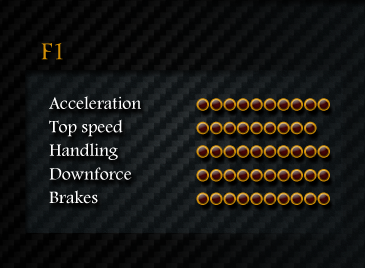 F1
Acceleration
Top speed
Handling
Downforce
Brakes